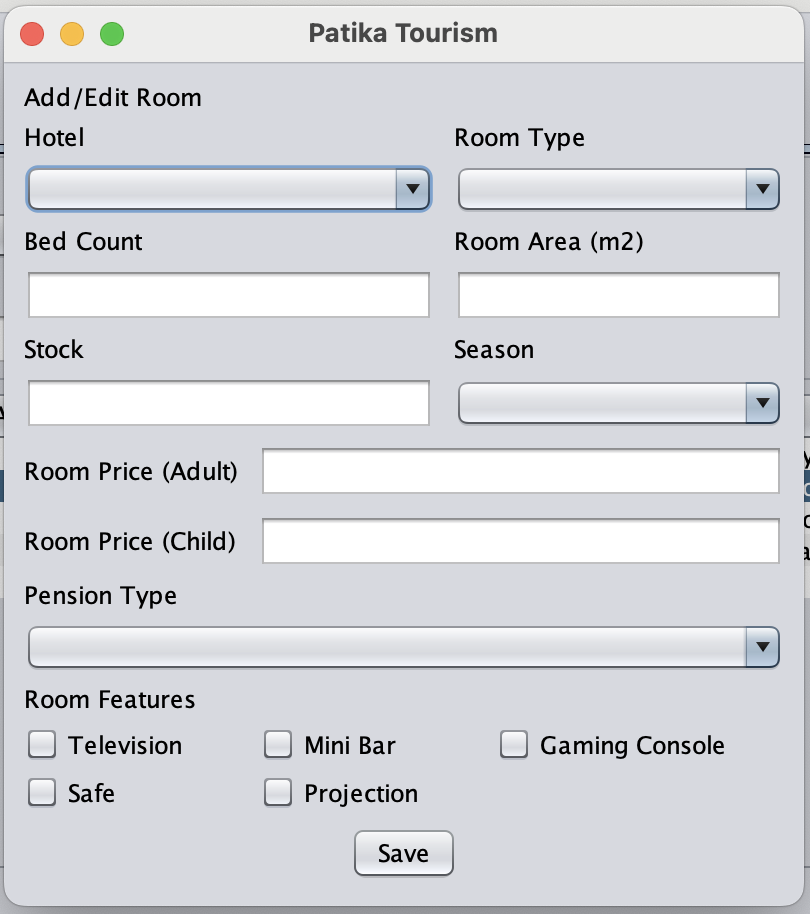 Patika Tourism
Add/Edit Room
Hotel
Room Type
Bed Count
Room Area (m2)
Stock
Season
Room Price (Adult)
Room Price (Child)
Pension Type
Room Features
Television
Mini Bar
Gaming Console
Safe
Projection
Save